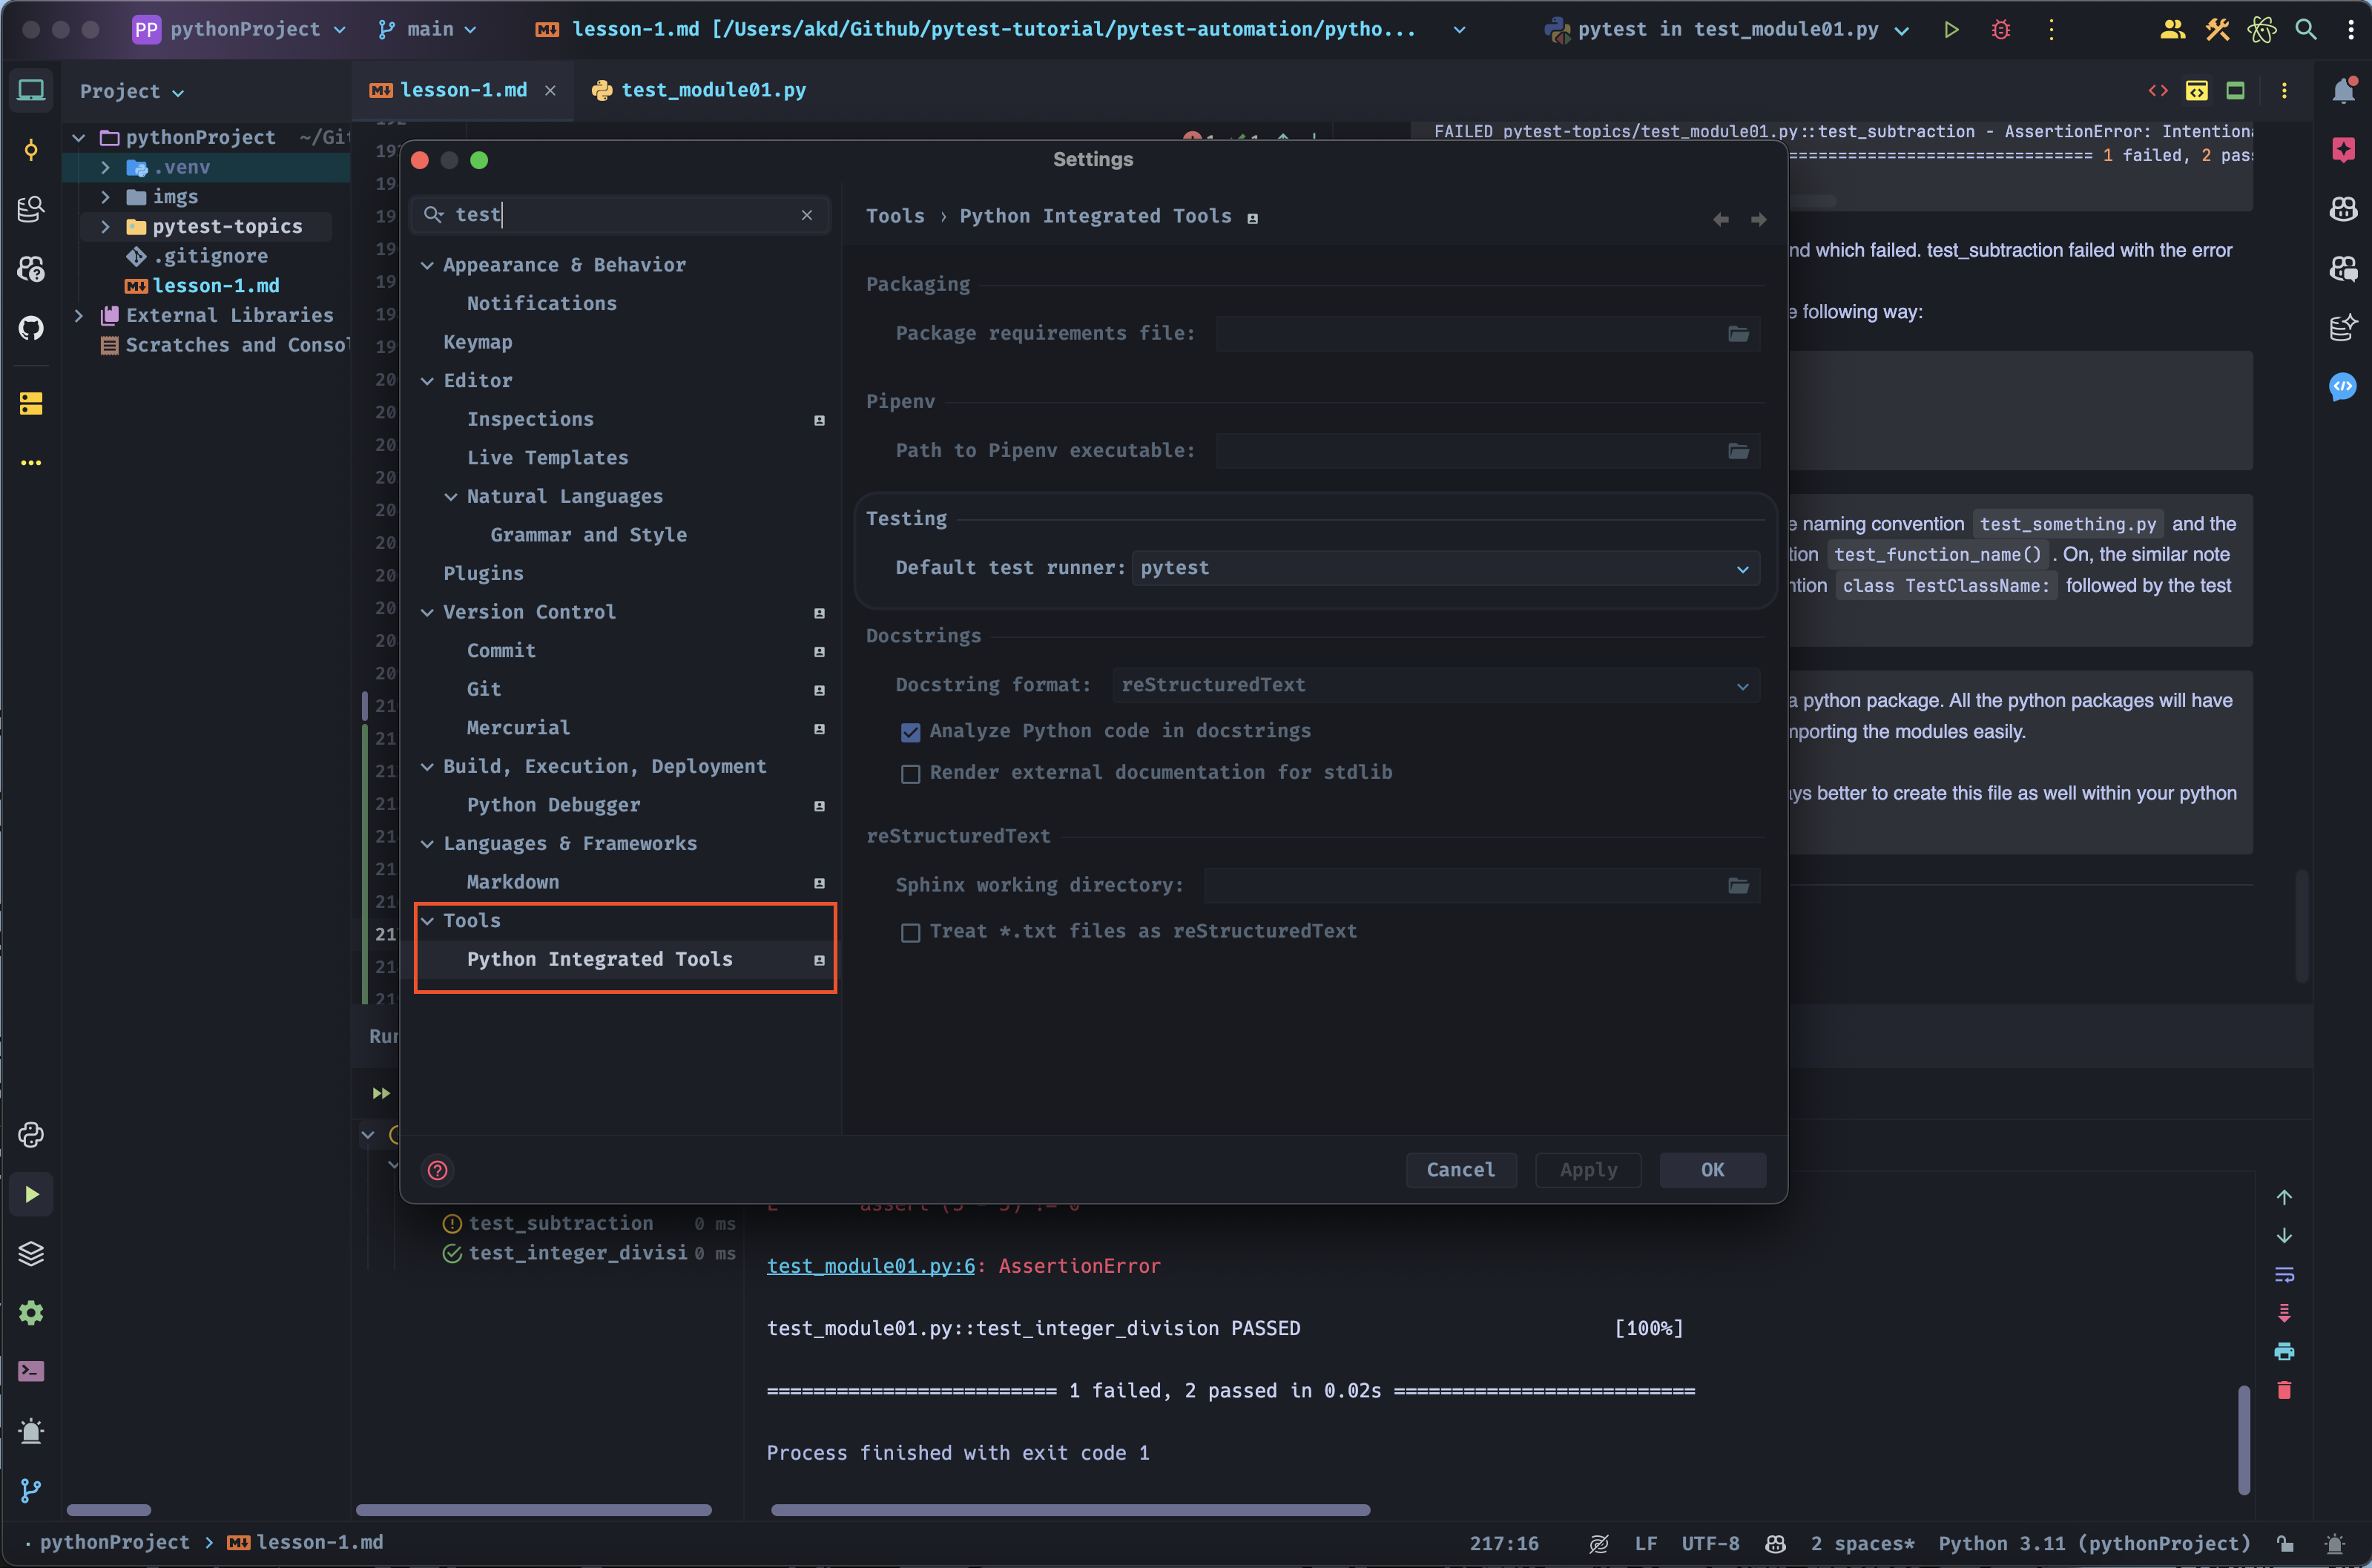 PP pythonProject main lesson-1.md [/Users/akd/Github/pytest-tutorial/pytest-automation/pytho... pytest in test_module01.py
Project
lesson-1.md
test_module01.py
pythonProject ~/Git
.venv
imgs
pytest-topics
.gitignore
lesson-1.md
External Libraries
Scratches and Consol
FAILED pytest-topics/test_module01.py::test_subtraction - AssertionError: Intentiona
============================= 1 failed, 2 pass
nd which failed. test_subtraction failed with the error
e following way:
e naming convention test_something.py and the
tion test_function_name() . On, the similar note
ntion class TestClassName: followed by the test
a python package. All the python packages will have
mporting the modules easily.
ays better to create this file as well within your python
Settings
test
Appearance & Behavior
Notifications
Keymap
Editor
Inspections
Live Templates
Natural Languages
Grammar and Style
Plugins
Version Control
Commit
Git
Mercurial
Build, Execution, Deployment
Python Debugger
Languages & Frameworks
Markdown
Tools
Python Integrated Tools
Tools › Python Integrated Tools
Packaging
Package requirements file:
Pipenv
Path to Pipenv executable:
Testing
Default test runner: pytest
Docstrings
Docstring format: reStructuredText
Analyze Python code in docstrings
Render external documentation for stdlib
reStructuredText
Sphinx working directory:
Treat *.txt files as reStructuredText
Cancel Apply OK
Run
test_subtraction 0 ms
test_integer_divisi 0 ms
test_module01.py:6: AssertionError
test_module01.py::test_integer_division PASSED [100%]
========================= 1 failed, 2 passed in 0.02s ==========================
Process finished with exit code 1
pythonProject > lesson-1.md
217:16 LF UTF-8 2 spaces* Python 3.11 (pythonProject)